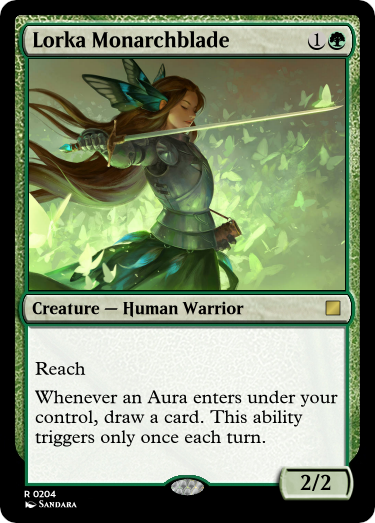 Lorka Monarchblade 1
Creature — Human Warrior
Reach
Whenever an Aura enters under your
control, draw a card. This ability
triggers only once each turn.
2/2
R 0204
Sandara